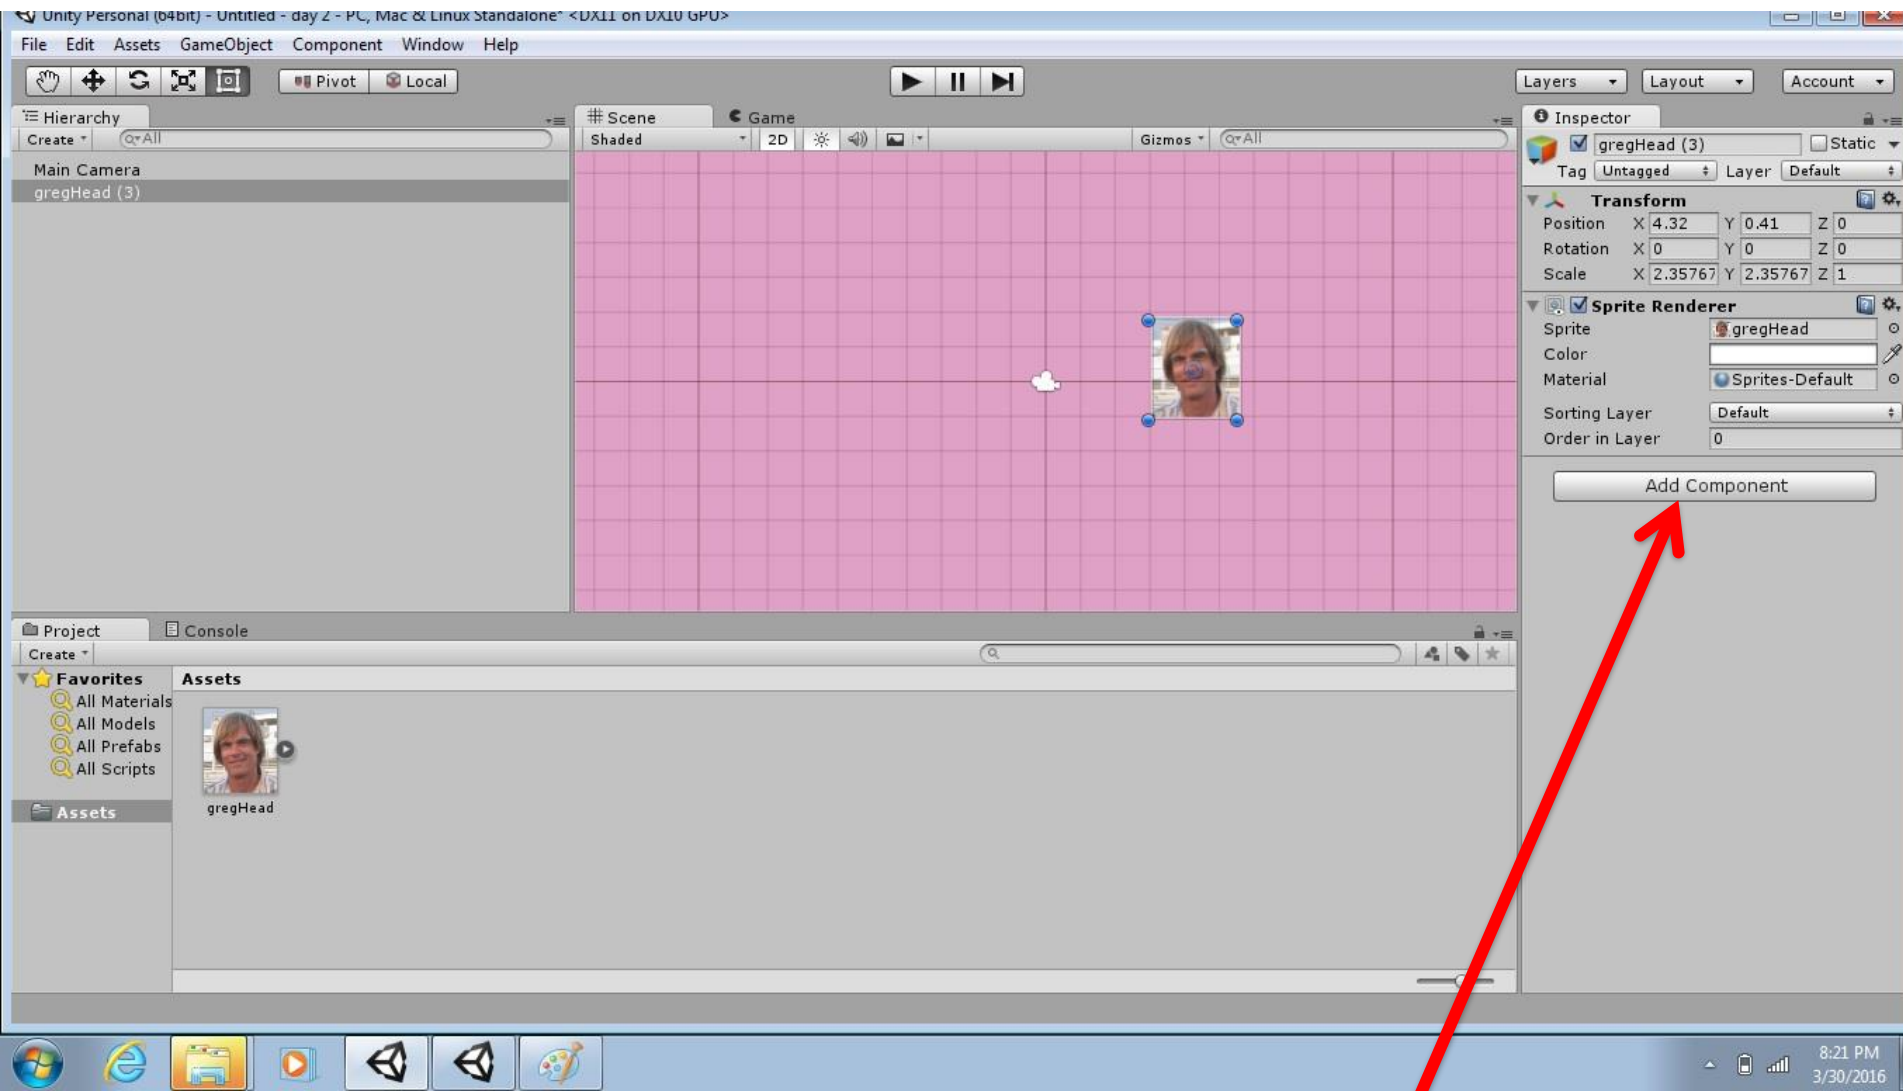 Unity Personal (64bit) - Untitled - day 2 - PC, Mac & Linux Standalone* <DX11 on DX10 GPU>
File Edit Assets GameObject Component Window Help
Pivot Local Layers Layout Account
Hierarchy # Scene Game Inspector
Create All Shaded 2D Gizmos All gregHead (3) Static
Main Camera
gregHead (3)
Tag Untagged Layer Default
Transform
Position X 4.32 Y 0.41 Z 0
Rotation X 0 Y 0 Z 0
Scale X 2.35767 Y 2.35767 Z 1
Sprite Renderer
Sprite gregHead
Color
Material Sprites-Default
Sorting Layer Default
Order in Layer 0
Add Component
Project Console
Create
Favorites Assets
All Materials
All Models
All Prefabs
All Scripts
Assets
gregHead
8:21 PM
3/30/2016